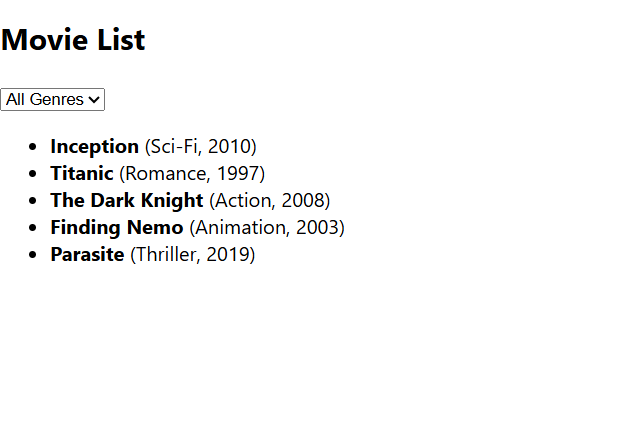 Movie List
All Genres
Inception (Sci-Fi, 2010)
Titanic (Romance, 1997)
The Dark Knight (Action, 2008)
Finding Nemo (Animation, 2003)
Parasite (Thriller, 2019)